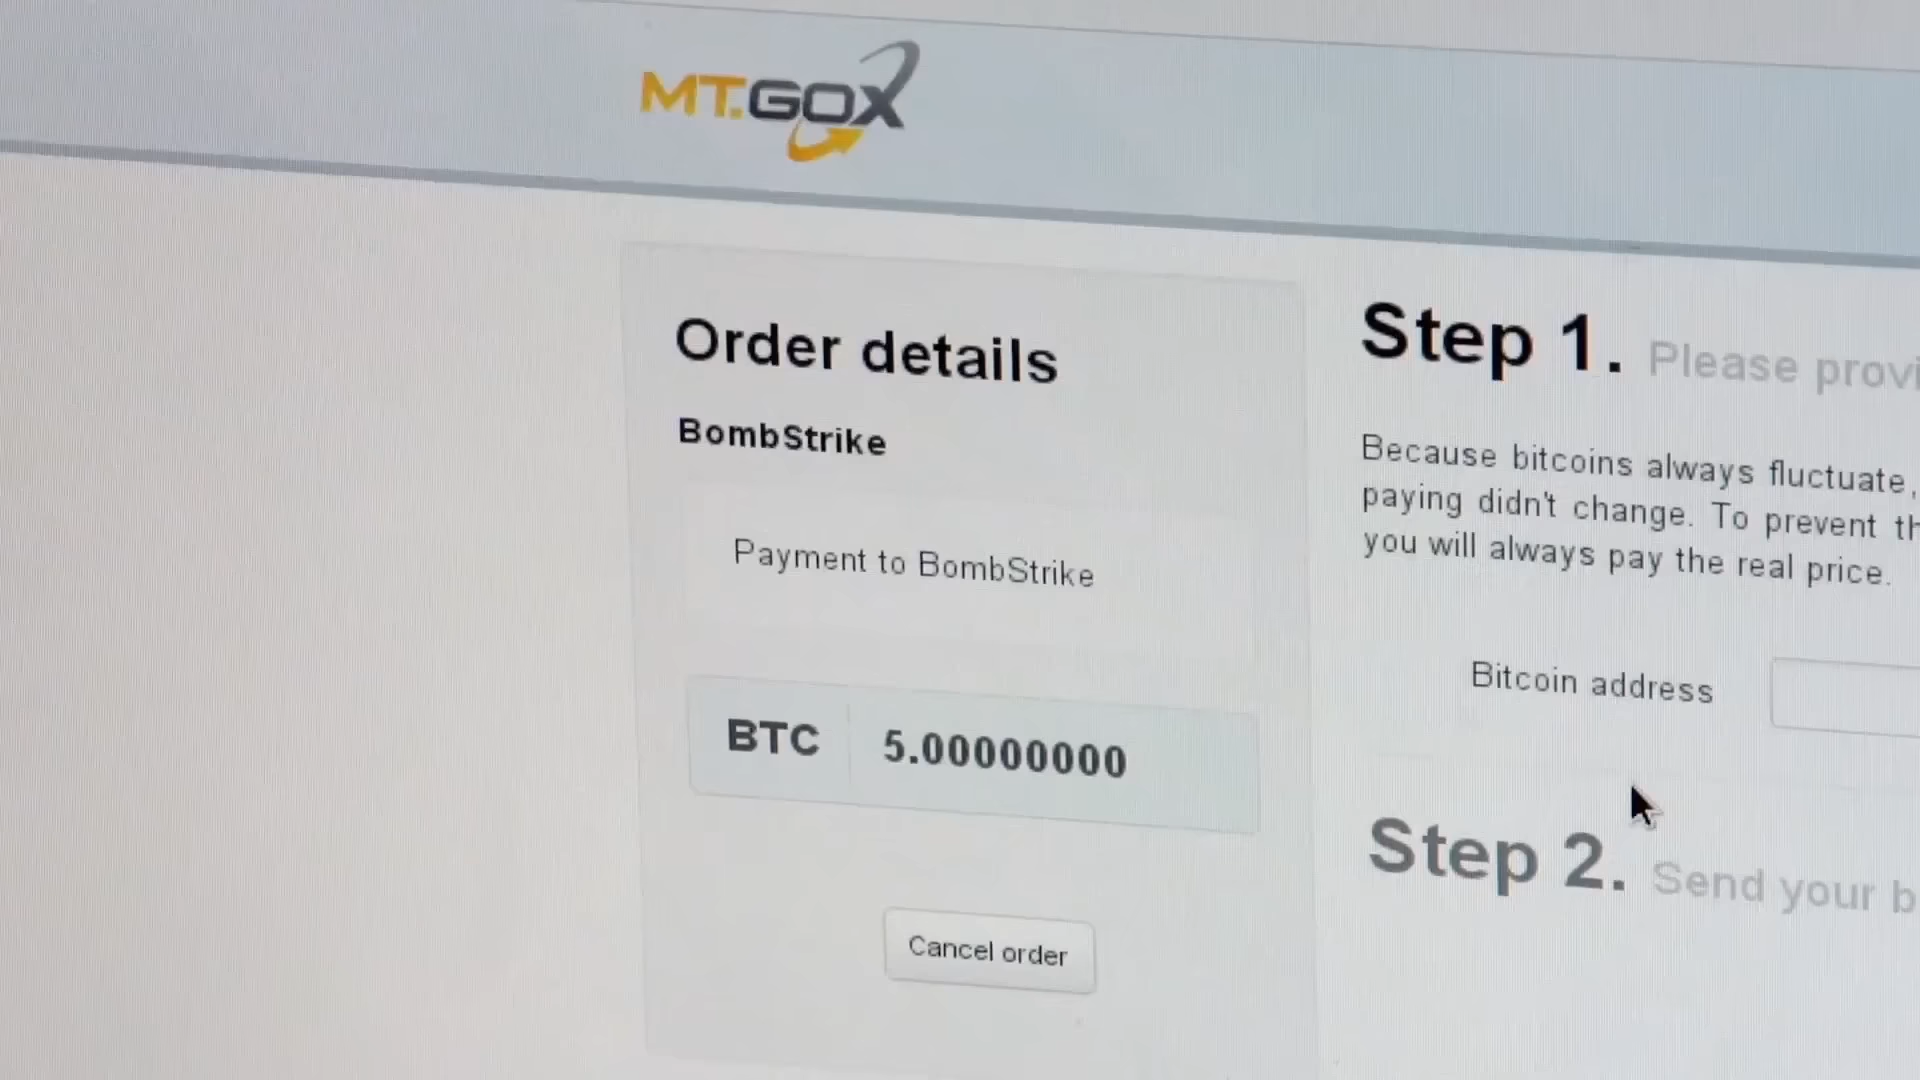 MT.GOX
Order details
BombStrike
Payment to BombStrike
BTC 5.00000000
Cancel order
Step 1. Please
Because bitcoins always fluctuate,
paying didn't change. To prevent
you will always pay the real price.
Bitcoin address
Step 2. Send your